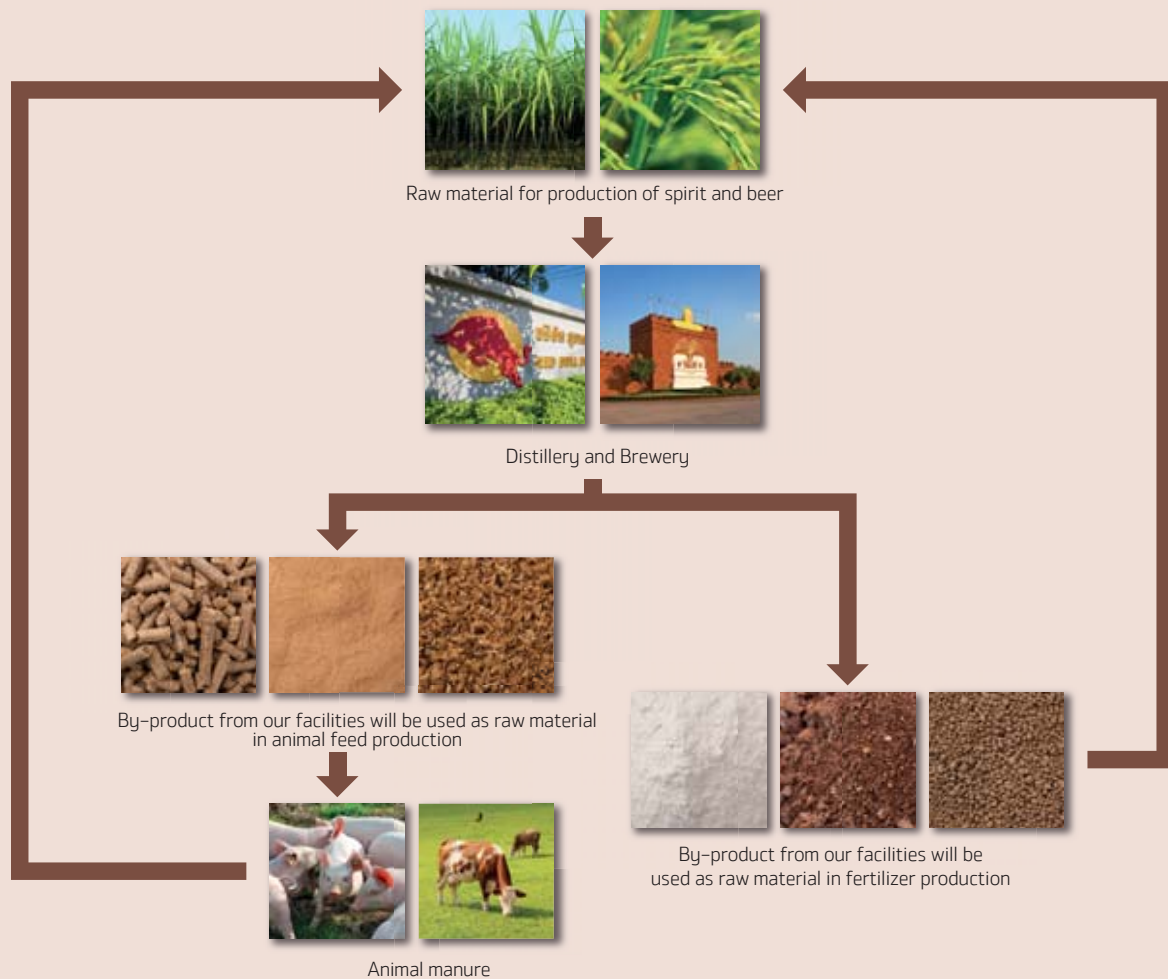 Raw material for production of spirit and beer
Distillery and Brewery
By-product from our facilities will be used as raw material
in animal feed production
By-product from our facilities will be
used as raw material in fertilizer production
Animal manure